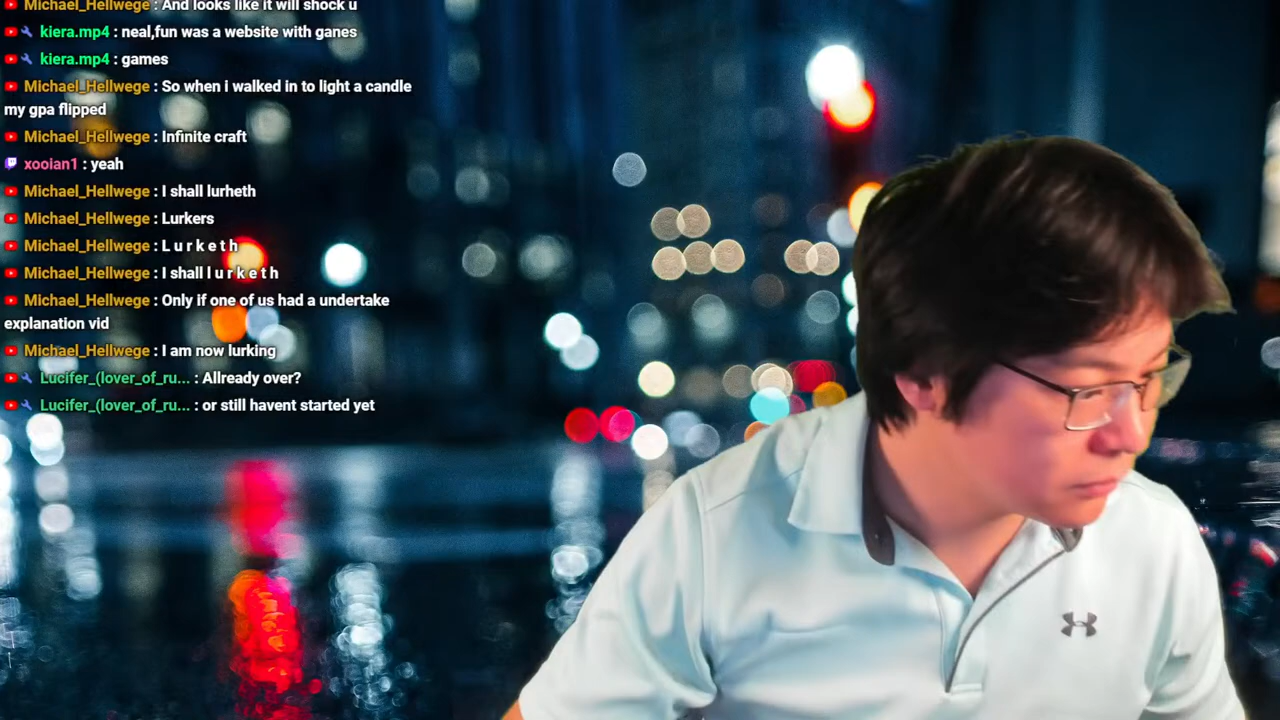 Michael_Hellwege : And looks like it will shock u
kiera.mp4 : neal,fun was a website with ganes
kiera.mp4 : games
Michael_Hellwege : So when i walked in to light a candle
my gpa flipped
Michael_Hellwege : Infinite craft
xooian1 : yeah
Michael_Hellwege : I shall lurheth
Michael_Hellwege : Lurkers
Michael_Hellwege : L u r k e t h
Michael_Hellwege : I shall l u r k e t h
Michael_Hellwege : Only if one of us had a undertake
explanation vid
Michael_Hellwege : I am now lurking
Lucifer_(lover_of_ru... : Allready over?
Lucifer_(lover_of_ru... : or still havent started yet